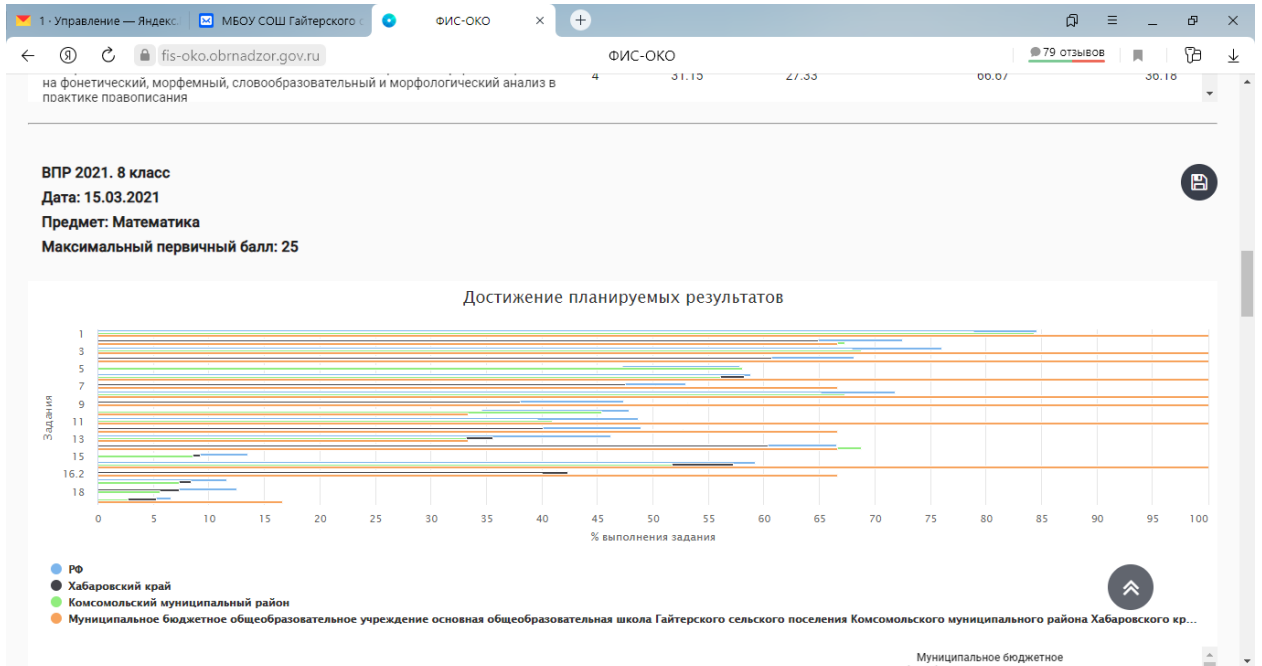 1 · Управление — Яндекс.
МБОУ СОШ Гайтерского с
ФИС-ОКО
fis-oko.obrnadzor.gov.ru
ФИС-ОКО
79 отзывов
на фонетический, морфемный, словообразовательный и морфологический анализ в
практике правописания
4 31.15 27.33 66.67 36.18
ВПР 2021. 8 класс
Дата: 15.03.2021
Предмет: Математика
Максимальный первичный балл: 25
Достижение планируемых результатов
Задания
1
3
5
7
9
11
13
15
16.2
18
0 5 10 15 20 25 30 35 40 45 50 55 60 65 70 75 80 85 90 95 100
% выполнения задания
РФ
Хабаровский край
Комсомольский муниципальный район
Муниципальное бюджетное общеобразовательное учреждение основная общеобразовательная школа Гайтерского сельского поселения Комсомольского муниципального района Хабаровского кр...
Муниципальное бюджетное